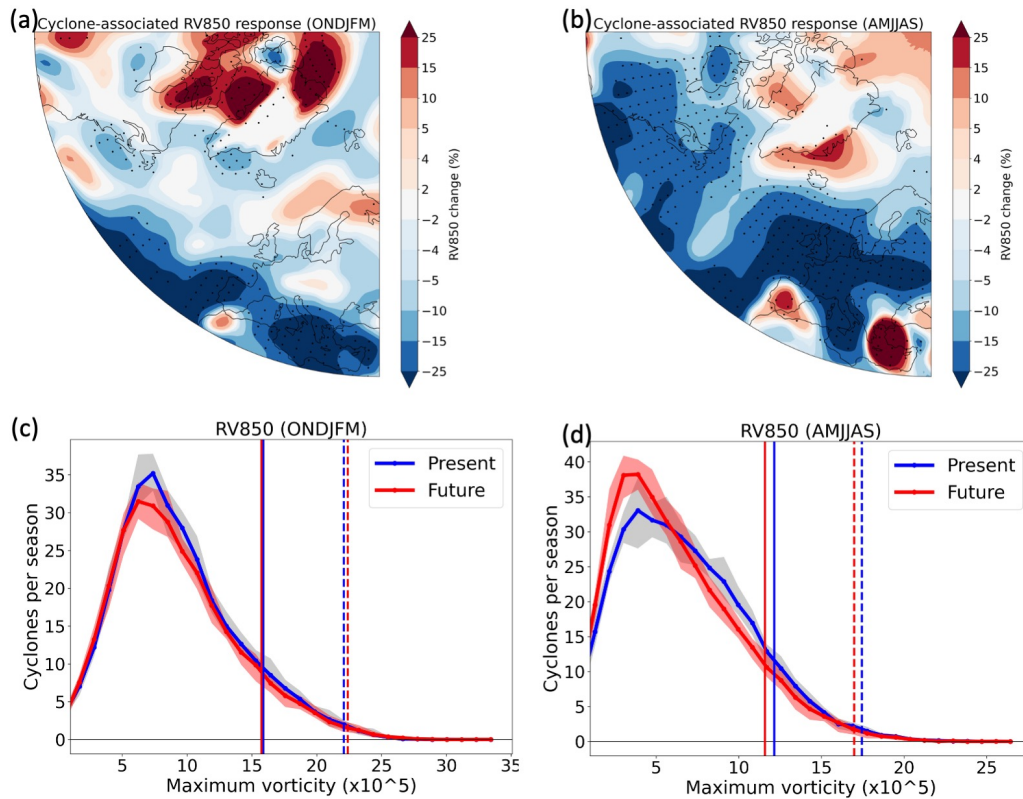 (a) Cyclone-associated RV850 response (ONDJFM)
25
15
10
5
4
2
−2
−4
−5
−10
−15
−25
RV850 change (%)
(b) Cyclone-associated RV850 response (AMJJAS)
25
15
10
5
4
2
−2
−4
−5
−10
−15
−25
RV850 change (%)
(c) RV850 (ONDJFM)
Present
Future
Cyclones per season
35
30
25
20
15
10
5
0
5 10 15 20 25 30 35
Maximum vorticity (x10^5)
(d) RV850 (AMJJAS)
Present
Future
Cyclones per season
40
35
30
25
20
15
10
5
0
5 10 15 20 25
Maximum vorticity (x10^5)